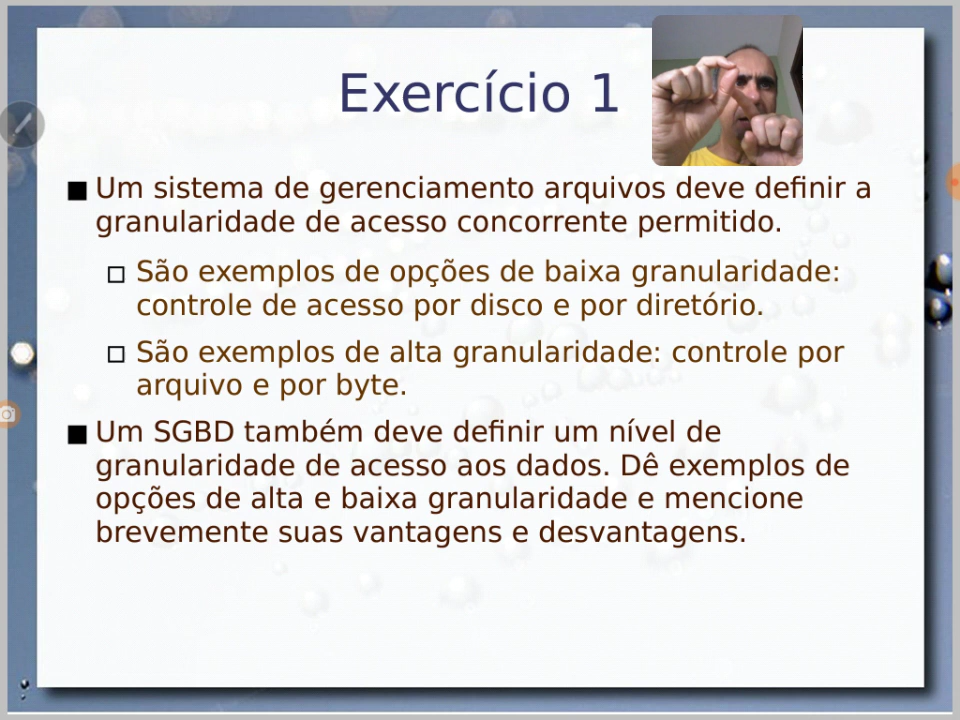 Exercício 1
Um sistema de gerenciamento arquivos deve definir a
granularidade de acesso concorrente permitido.
São exemplos de opções de baixa granularidade:
controle de acesso por disco e por diretório.
São exemplos de alta granularidade: controle por
arquivo e por byte.
Um SGBD também deve definir um nível de
granularidade de acesso aos dados. Dê exemplos de
opções de alta e baixa granularidade e mencione
brevemente suas vantagens e desvantagens.